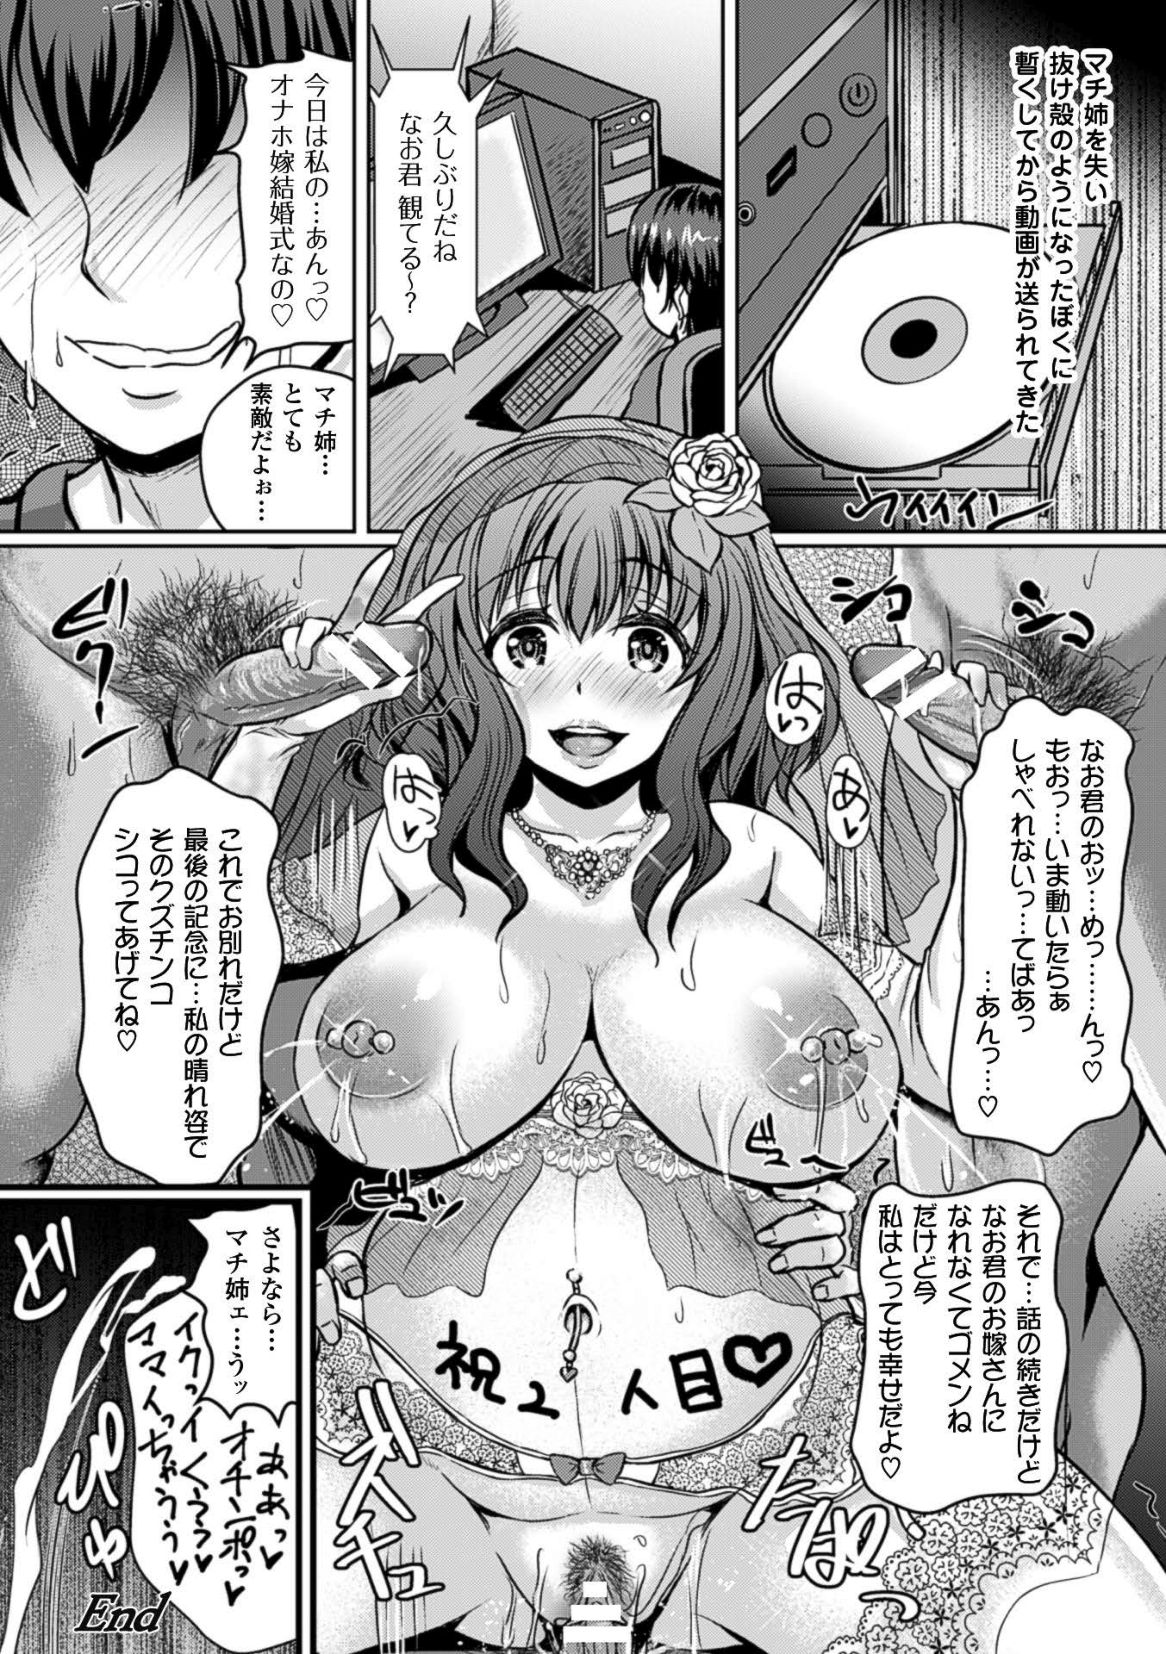 マチ姉を失い
抜け殻のようになったぼくに
暫くしてから動画が送られてきた
ウィイイン
久しぶりだね
なお君 観てる～?
今日は私の…あんっ♡
オナホ嫁結婚式なの♡
マチ姉…
とても
素敵だよぉ…
シコ
シコ
はいっ
あっ♥
なお君のおッ…めっ……んっ♡
もおっ…いま動いたらぁ
しゃべれないっ…てばあっ
…あんっ…♡
ビクッ
はっ♥
これでお別れだけど
最後の記念に…私の晴れ姿で
そのクズチンコ
シコってあげてね♡
ビュー
ビュッ
それで…話の続きだけど
なお君のお嫁さんに
なれなくてゴメンね
だけど今
私はとっても幸せだよ♡
祝2人目♡
さよなら…
マチ姉ェ…うッ
ああっ♥
オチンポっ♥
イクっイくうっ♥
ママイっちゃうう♥
ズチュ
End